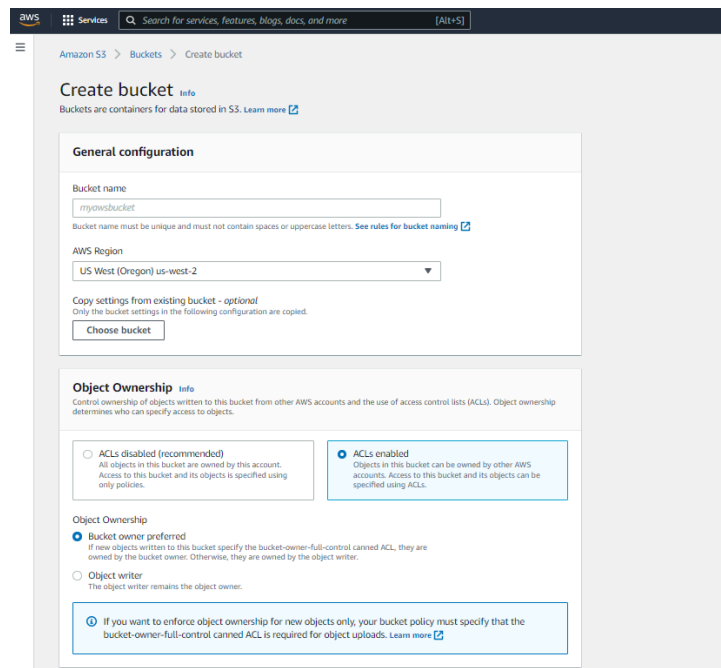 aws
Services
Search for services, features, blogs, docs, and more [Alt+S]
Amazon S3 > Buckets > Create bucket
Create bucket Info
Buckets are containers for data stored in S3. Learn more
General configuration
Bucket name
myawsbucket
Bucket name must be unique and must not contain spaces or uppercase letters. See rules for bucket naming
AWS Region
US West (Oregon) us-west-2
Copy settings from existing bucket - optional
Only the bucket settings in the following configuration are copied.
Choose bucket
Object Ownership Info
Control ownership of objects written to this bucket from other AWS accounts and the use of access control lists (ACLs). Object ownership
determines who can specify access to objects.
ACLs disabled (recommended)
All objects in this bucket are owned by this account.
Access to this bucket and its objects is specified using
only policies.
ACLs enabled
Objects in this bucket can be owned by other AWS
accounts. Access to this bucket and its objects can be
specified using ACLs.
Object Ownership
Bucket owner preferred
If new objects written to this bucket specify the bucket-owner-full-control canned ACL, they are
owned by the bucket owner. Otherwise, they are owned by the object writer.
Object writer
The object writer remains the object owner.
If you want to enforce object ownership for new objects only, your bucket policy must specify that the
bucket-owner-full-control canned ACL is required for object uploads. Learn more